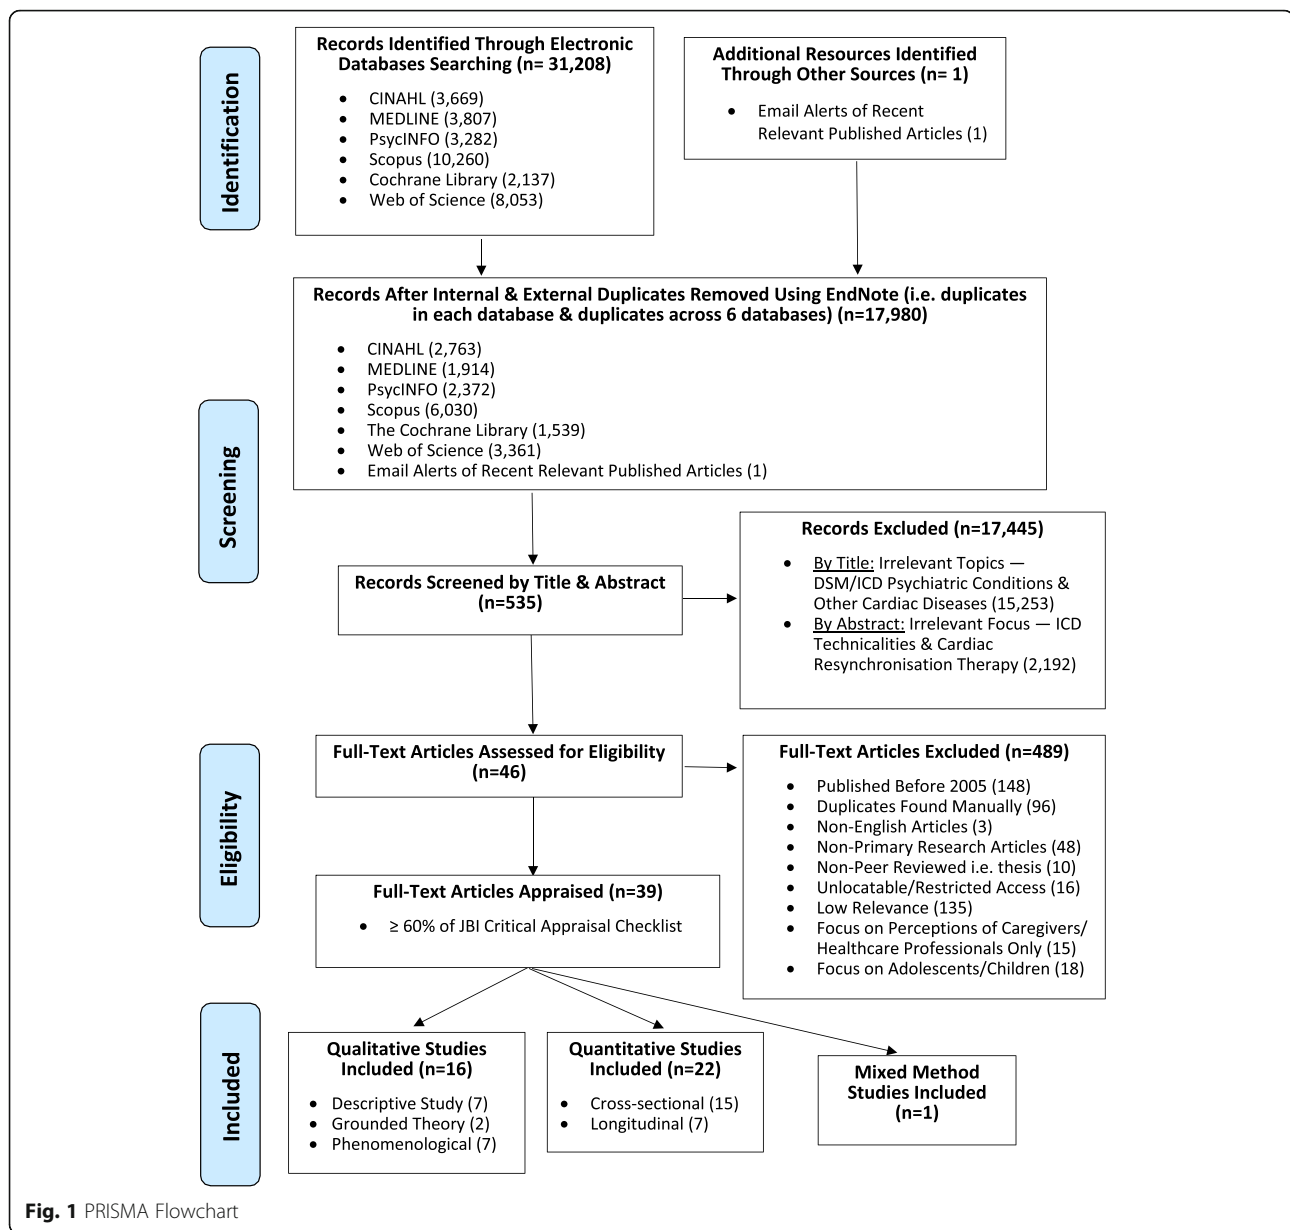 Identification
Records Identified Through Electronic
Databases Searching (n= 31,208)
• CINAHL (3,669)
• MEDLINE (3,807)
• PsycINFO (3,282)
• Scopus (10,260)
• Cochrane Library (2,137)
• Web of Science (8,053)
Additional Resources Identified
Through Other Sources (n= 1)
• Email Alerts of Recent
Relevant Published Articles (1)
Screening
Records After Internal & External Duplicates Removed Using EndNote (i.e. duplicates
in each database & duplicates across 6 databases) (n=17,980)
• CINAHL (2,763)
• MEDLINE (1,914)
• PsycINFO (2,372)
• Scopus (6,030)
• The Cochrane Library (1,539)
• Web of Science (3,361)
• Email Alerts of Recent Relevant Published Articles (1)
Records Screened by Title & Abstract
(n=535)
Records Excluded (n=17,445)
• By Title: Irrelevant Topics —
DSM/ICD Psychiatric Conditions &
Other Cardiac Diseases (15,253)
• By Abstract: Irrelevant Focus — ICD
Technicalities & Cardiac
Resynchronisation Therapy (2,192)
Eligibility
Full-Text Articles Assessed for Eligibility
(n=46)
Full-Text Articles Excluded (n=489)
• Published Before 2005 (148)
• Duplicates Found Manually (96)
• Non-English Articles (3)
• Non-Primary Research Articles (48)
• Non-Peer Reviewed i.e. thesis (10)
• Unlocatable/Restricted Access (16)
• Low Relevance (135)
• Focus on Perceptions of Caregivers/
Healthcare Professionals Only (15)
• Focus on Adolescents/Children (18)
Full-Text Articles Appraised (n=39)
• ≥ 60% of JBI Critical Appraisal Checklist
Included
Qualitative Studies
Included (n=16)
• Descriptive Study (7)
• Grounded Theory (2)
• Phenomenological (7)
Quantitative Studies
Included (n=22)
• Cross-sectional (15)
• Longitudinal (7)
Mixed Method
Studies Included
(n=1)
Fig. 1 PRISMA Flowchart